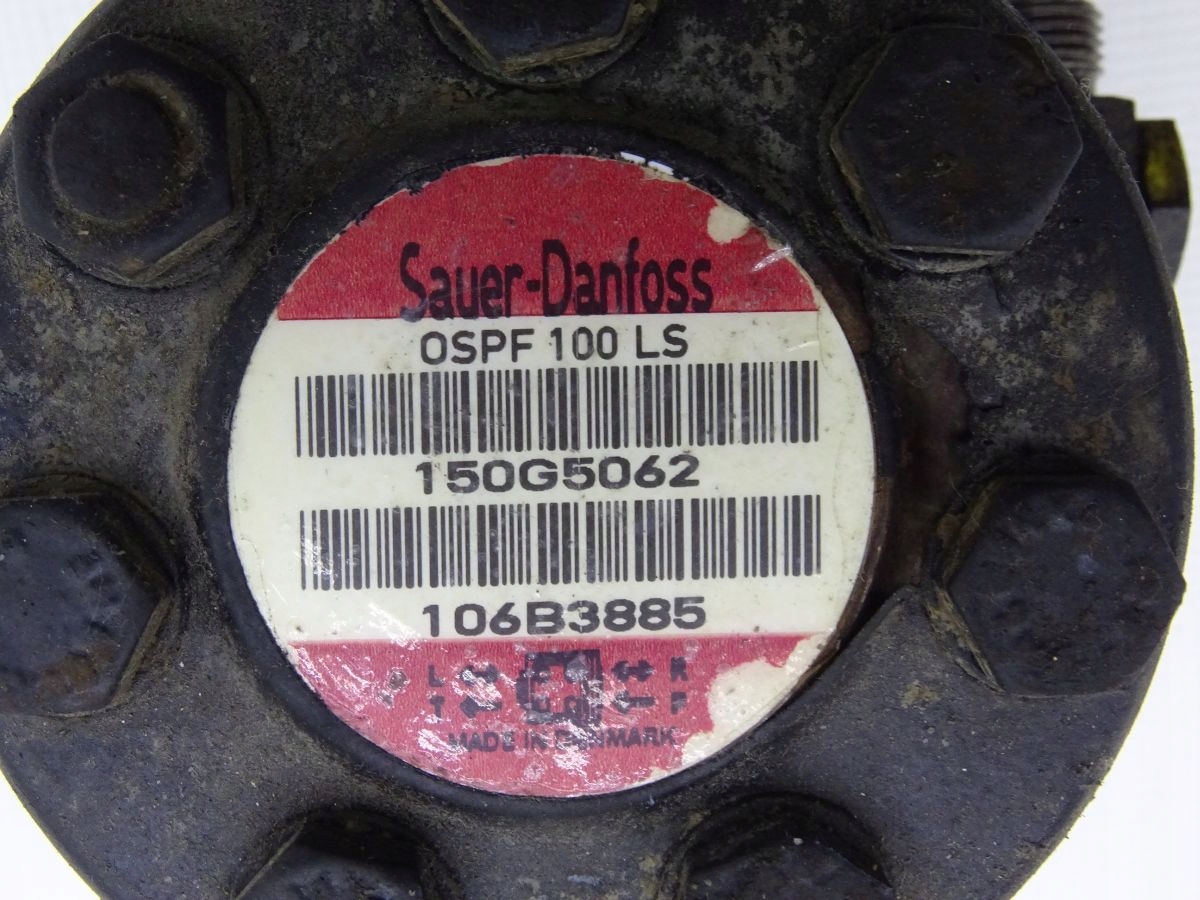 Sauer-Danfoss
OSPF 100 LS
150G5062
106B3885
L R
T P
MADE IN DENMARK